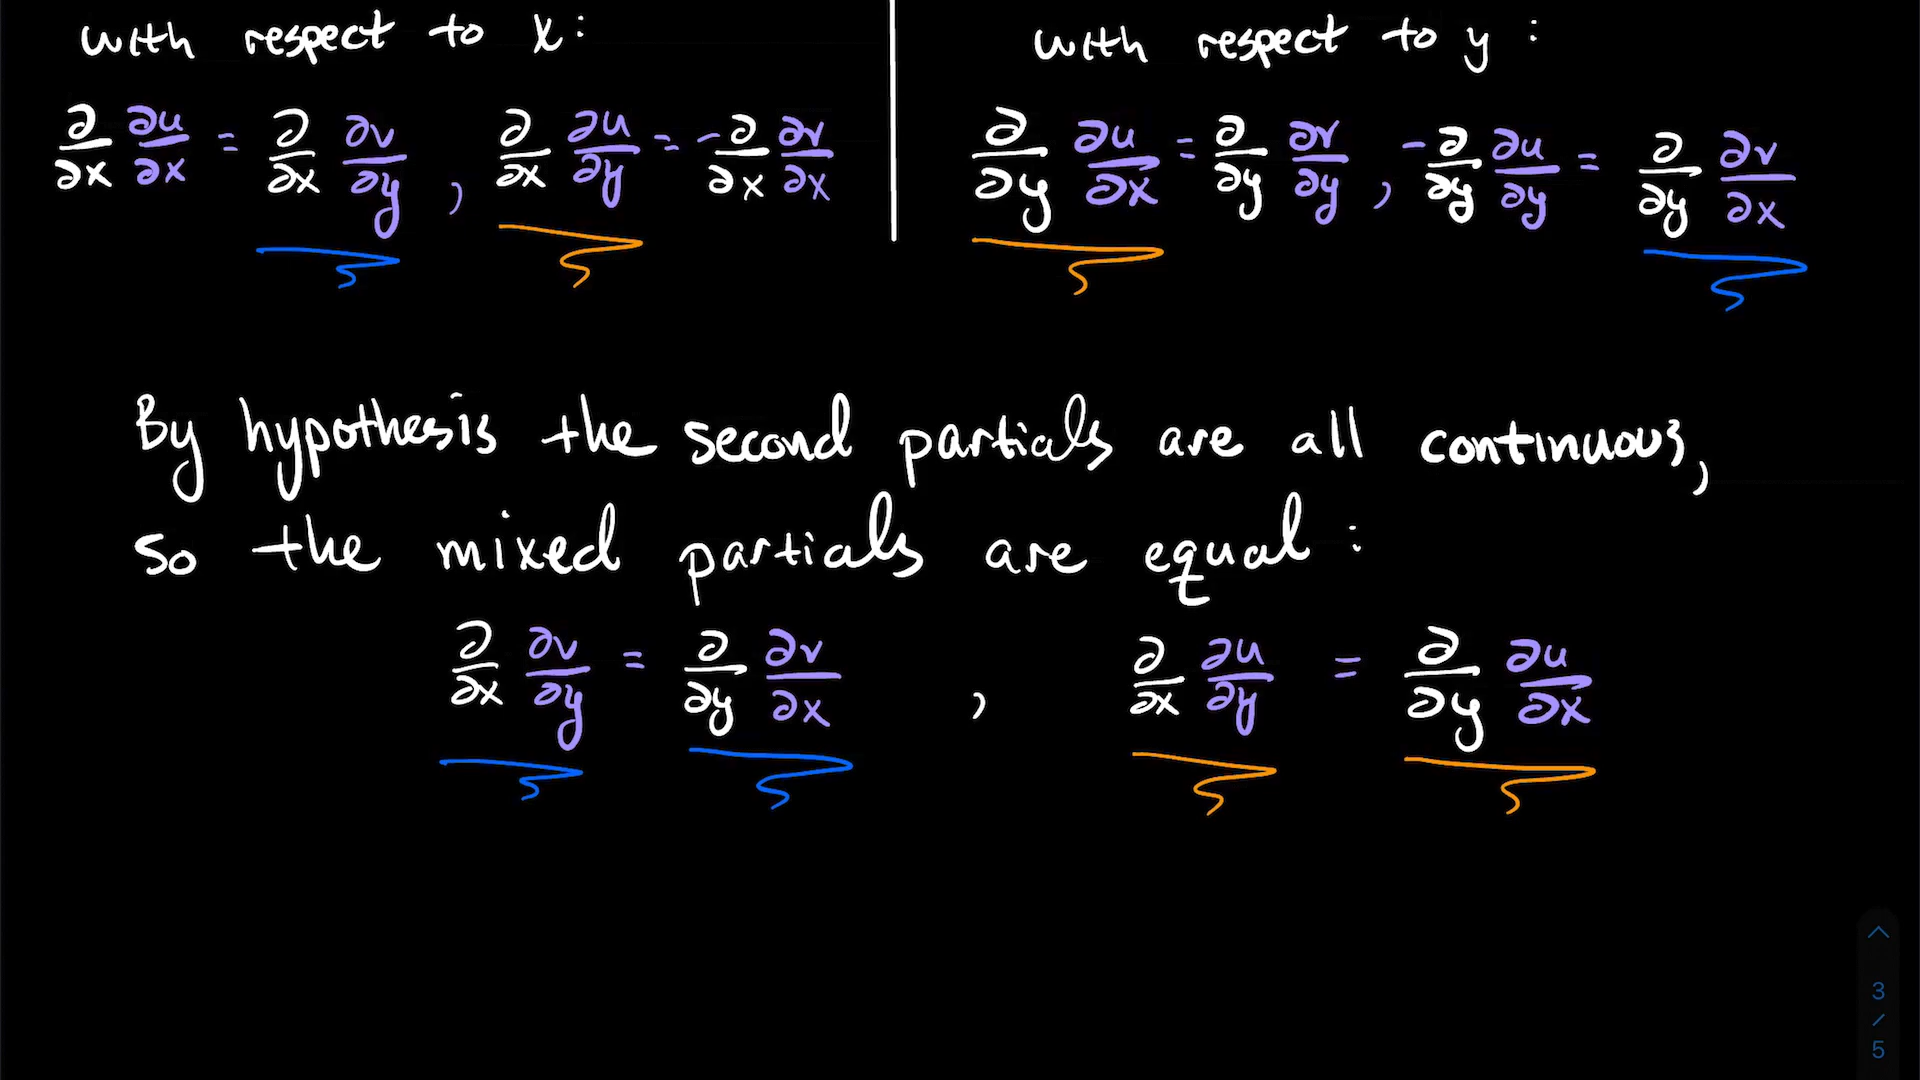 with respect to x:
∂/∂x ∂u/∂x = ∂/∂x ∂v/∂y , ∂/∂x ∂u/∂y = -∂/∂x ∂v/∂x
with respect to y:
∂/∂y ∂u/∂x = ∂/∂y ∂v/∂y , -∂/∂y ∂u/∂y = ∂/∂y ∂v/∂x
By hypothesis the second partials are all continuous,
so the mixed partials are equal:
∂/∂x ∂v/∂y = ∂/∂y ∂v/∂x , ∂/∂x ∂u/∂y = ∂/∂y ∂u/∂x
3
/
5